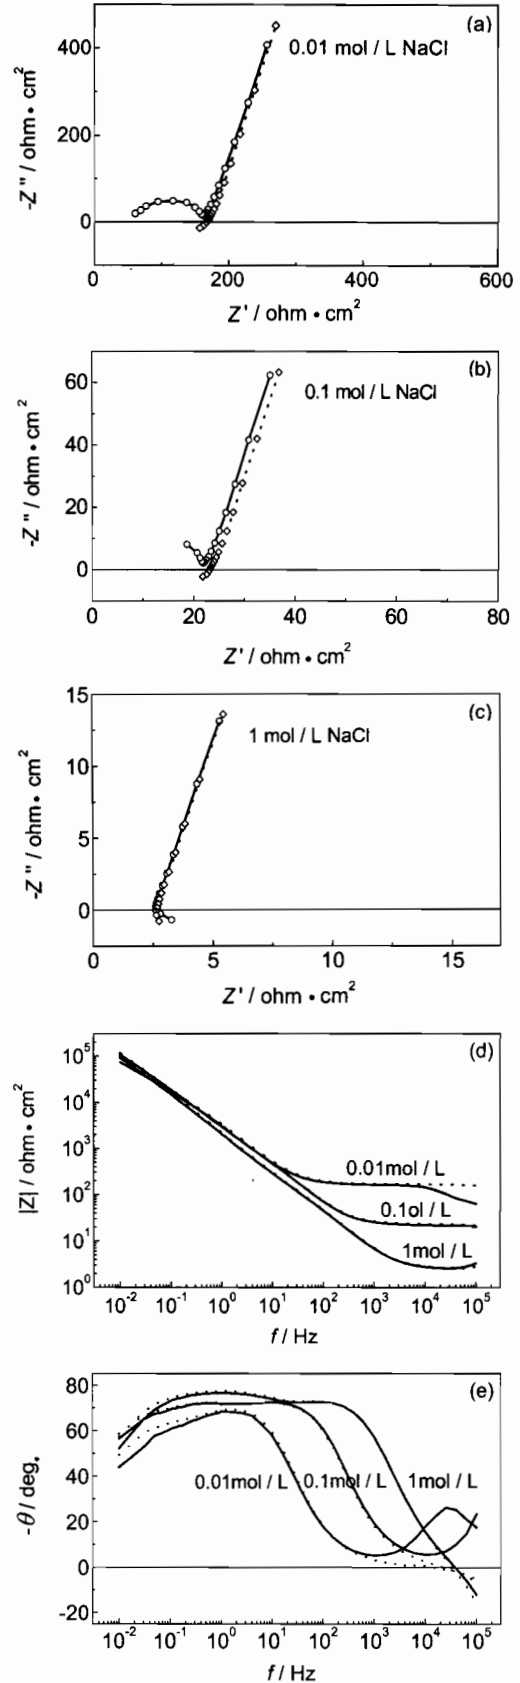 (a)
0.01 mol / L NaCl
400
200
0
-Z" / ohm • cm²
0 200 400 600
Z' / ohm • cm²
(b)
0.1 mol / L NaCl
60
40
20
0
-Z" / ohm • cm²
0 20 40 60 80
Z' / ohm • cm²
(c)
1 mol / L NaCl
15
10
5
0
-Z" / ohm • cm²
0 5 10 15
Z' / ohm • cm²
(d)
10⁵
10⁴
10³
10²
10¹
10⁰
|Z| / ohm • cm²
0.01mol / L
0.1ol / L
1mol / L
10⁻² 10⁻¹ 10⁰ 10¹ 10² 10³ 10⁴ 10⁵
f / Hz
(e)
80
60
40
20
0
-20
-θ / deg.
0.01mol / L 0.1mol / L 1mol / L
10⁻² 10⁻¹ 10⁰ 10¹ 10² 10³ 10⁴ 10⁵
f / Hz